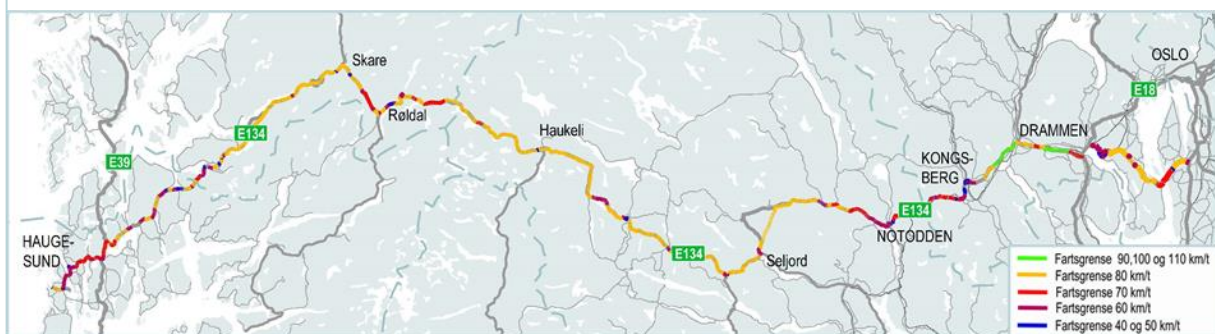 OSLO
E18
Skare
E134
Røldal
Haukeli
DRAMMEN
KONGS-
BERG
E39
E134
NOTODDEN
HAUGE-
SUND
E134
Seljord
Fartsgrense 90,100 og 110 km/t
Fartsgrense 80 km/t
Fartsgrense 70 km/t
Fartsgrense 60 km/t
Fartsgrense 40 og 50 km/t